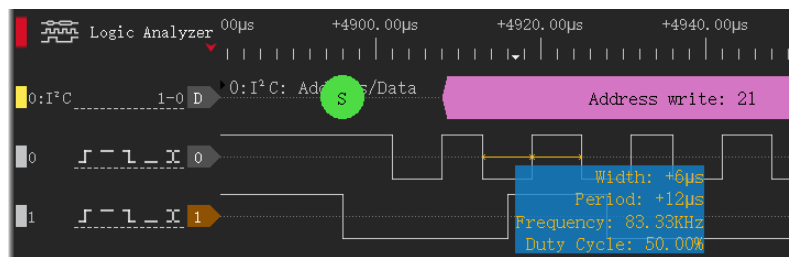 Logic Analyzer
00μs +4900.00μs +4920.00μs +4940.00μs
0:I²C 1-0 D
0:I²C: Address/Data
S
Address write: 21
0 0
1 1
Width: +6μs
Period: +12μs
Frequency: 83.33KHz
Duty Cycle: 50.00%